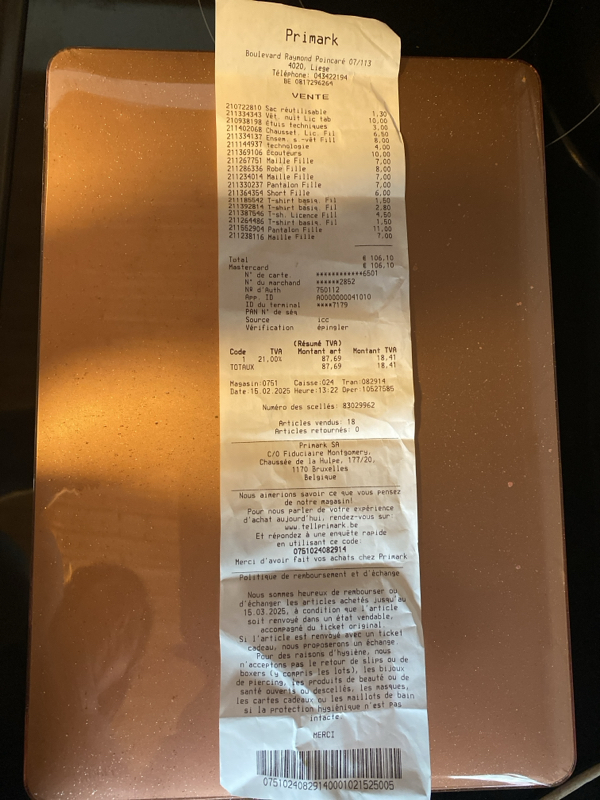 Primark
Boulevard Raymond Poincaré 07/113
4020, Liege
Téléphone: 043422194
BE 0817296264
VENTE
210722810 Sac réutilisable 1,30
211334343 Vêt. nuit Lic tab 10,00
210938198 Étuis techniques 3,00
211402068 Chausset. Lic. Fil 6,50
211334137 Ensem. s -vêt Fill 8,00
211144937 Technologie 4,00
211369106 Écouteurs 10,00
211267751 Maille Fille 7,00
211286336 Robe Fille 8,00
211234014 Maille Fille 7,00
211330237 Pantalon Fille 7,00
211364354 Short Fille 6,00
211185542 T-shirt basiq. Fil 1,50
211392814 T-shirt basiq. Fil 2,80
211387546 T-sh. Licence Fill 4,50
211264486 T-shirt basiq. Fil 1,50
211552904 Pantalon Fille 11,00
211238116 Maille Fille 7,00
Total € 106,10
Mastercard € 106,10
N° de carte. ************6501
N° du marchand ******2852
Nº d'Auth 750112
App. ID A0000000041010
ID du terminal ****7179
PAN N° de séq
Source icc
Vérification épingler
(Résumé TVA)
Code TVA Montant art Montant TVA
1 21,00% 87,69 18,41
TOTAUX 87,69 18,41
Magasin:0751 Caisse:024 Tran:082914
Date:15.02.2025 Heure:13:22 Oper:10527585
Numéro des scellés: 83029962
Articles vendus: 18
Articles retournés: 0
Primark SA
C/O Fiduciaire Montgomery,
Chaussée de la Hulpe, 177/20,
1170 Bruxelles
Belgique
Nous aimerions savoir ce que vous pensez
de notre magasin!
Pour nous parler de votre expérience
d'achat aujourd'hui, rendez-vous sur:
www.tellprimark.be
Et répondez à une enquête rapide
en utilisant ce code:
0751024082914
Merci d'avoir fait vos achats chez Primark
Politique de remboursement et d'échange
Nous sommes heureux de rembourser ou
d'échanger les articles achetés jusqu'au
15.03.2025, à condition que l'article
soit renvoyé dans un état vendable,
accompagné du ticket original.
Si l'article est renvoyé avec un ticket
cadeau, nous proposerons un échange.
Pour des raisons d'hygiène, nous
n'acceptons pas le retour de slips ou de
boxers (y compris les lots), les bijoux
de piercing, les produits de beauté ou de
santé ouverts ou descellés, les masques,
les cartes cadeaux ou les maillots de bain
si la protection hygiénique n'est pas
intacte
MERCI
07510240829140001021525005